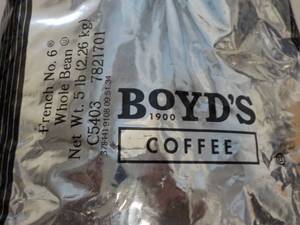 French No. 6®
Whole Bean Ⓤ
Net Wt. 5 lb (2.26 kg)
C5403 7821701
BOYD'S
1900
COFFEE